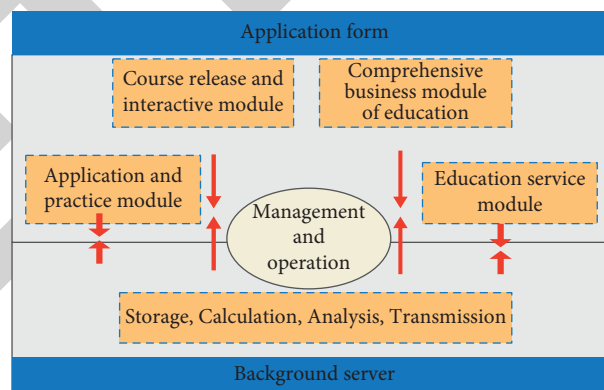 Application form
Course release and
interactive module
Comprehensive
business module
of education
Application and
practice module
Education service
module
Management
and
operation
Storage, Calculation, Analysis, Transmission
Background server